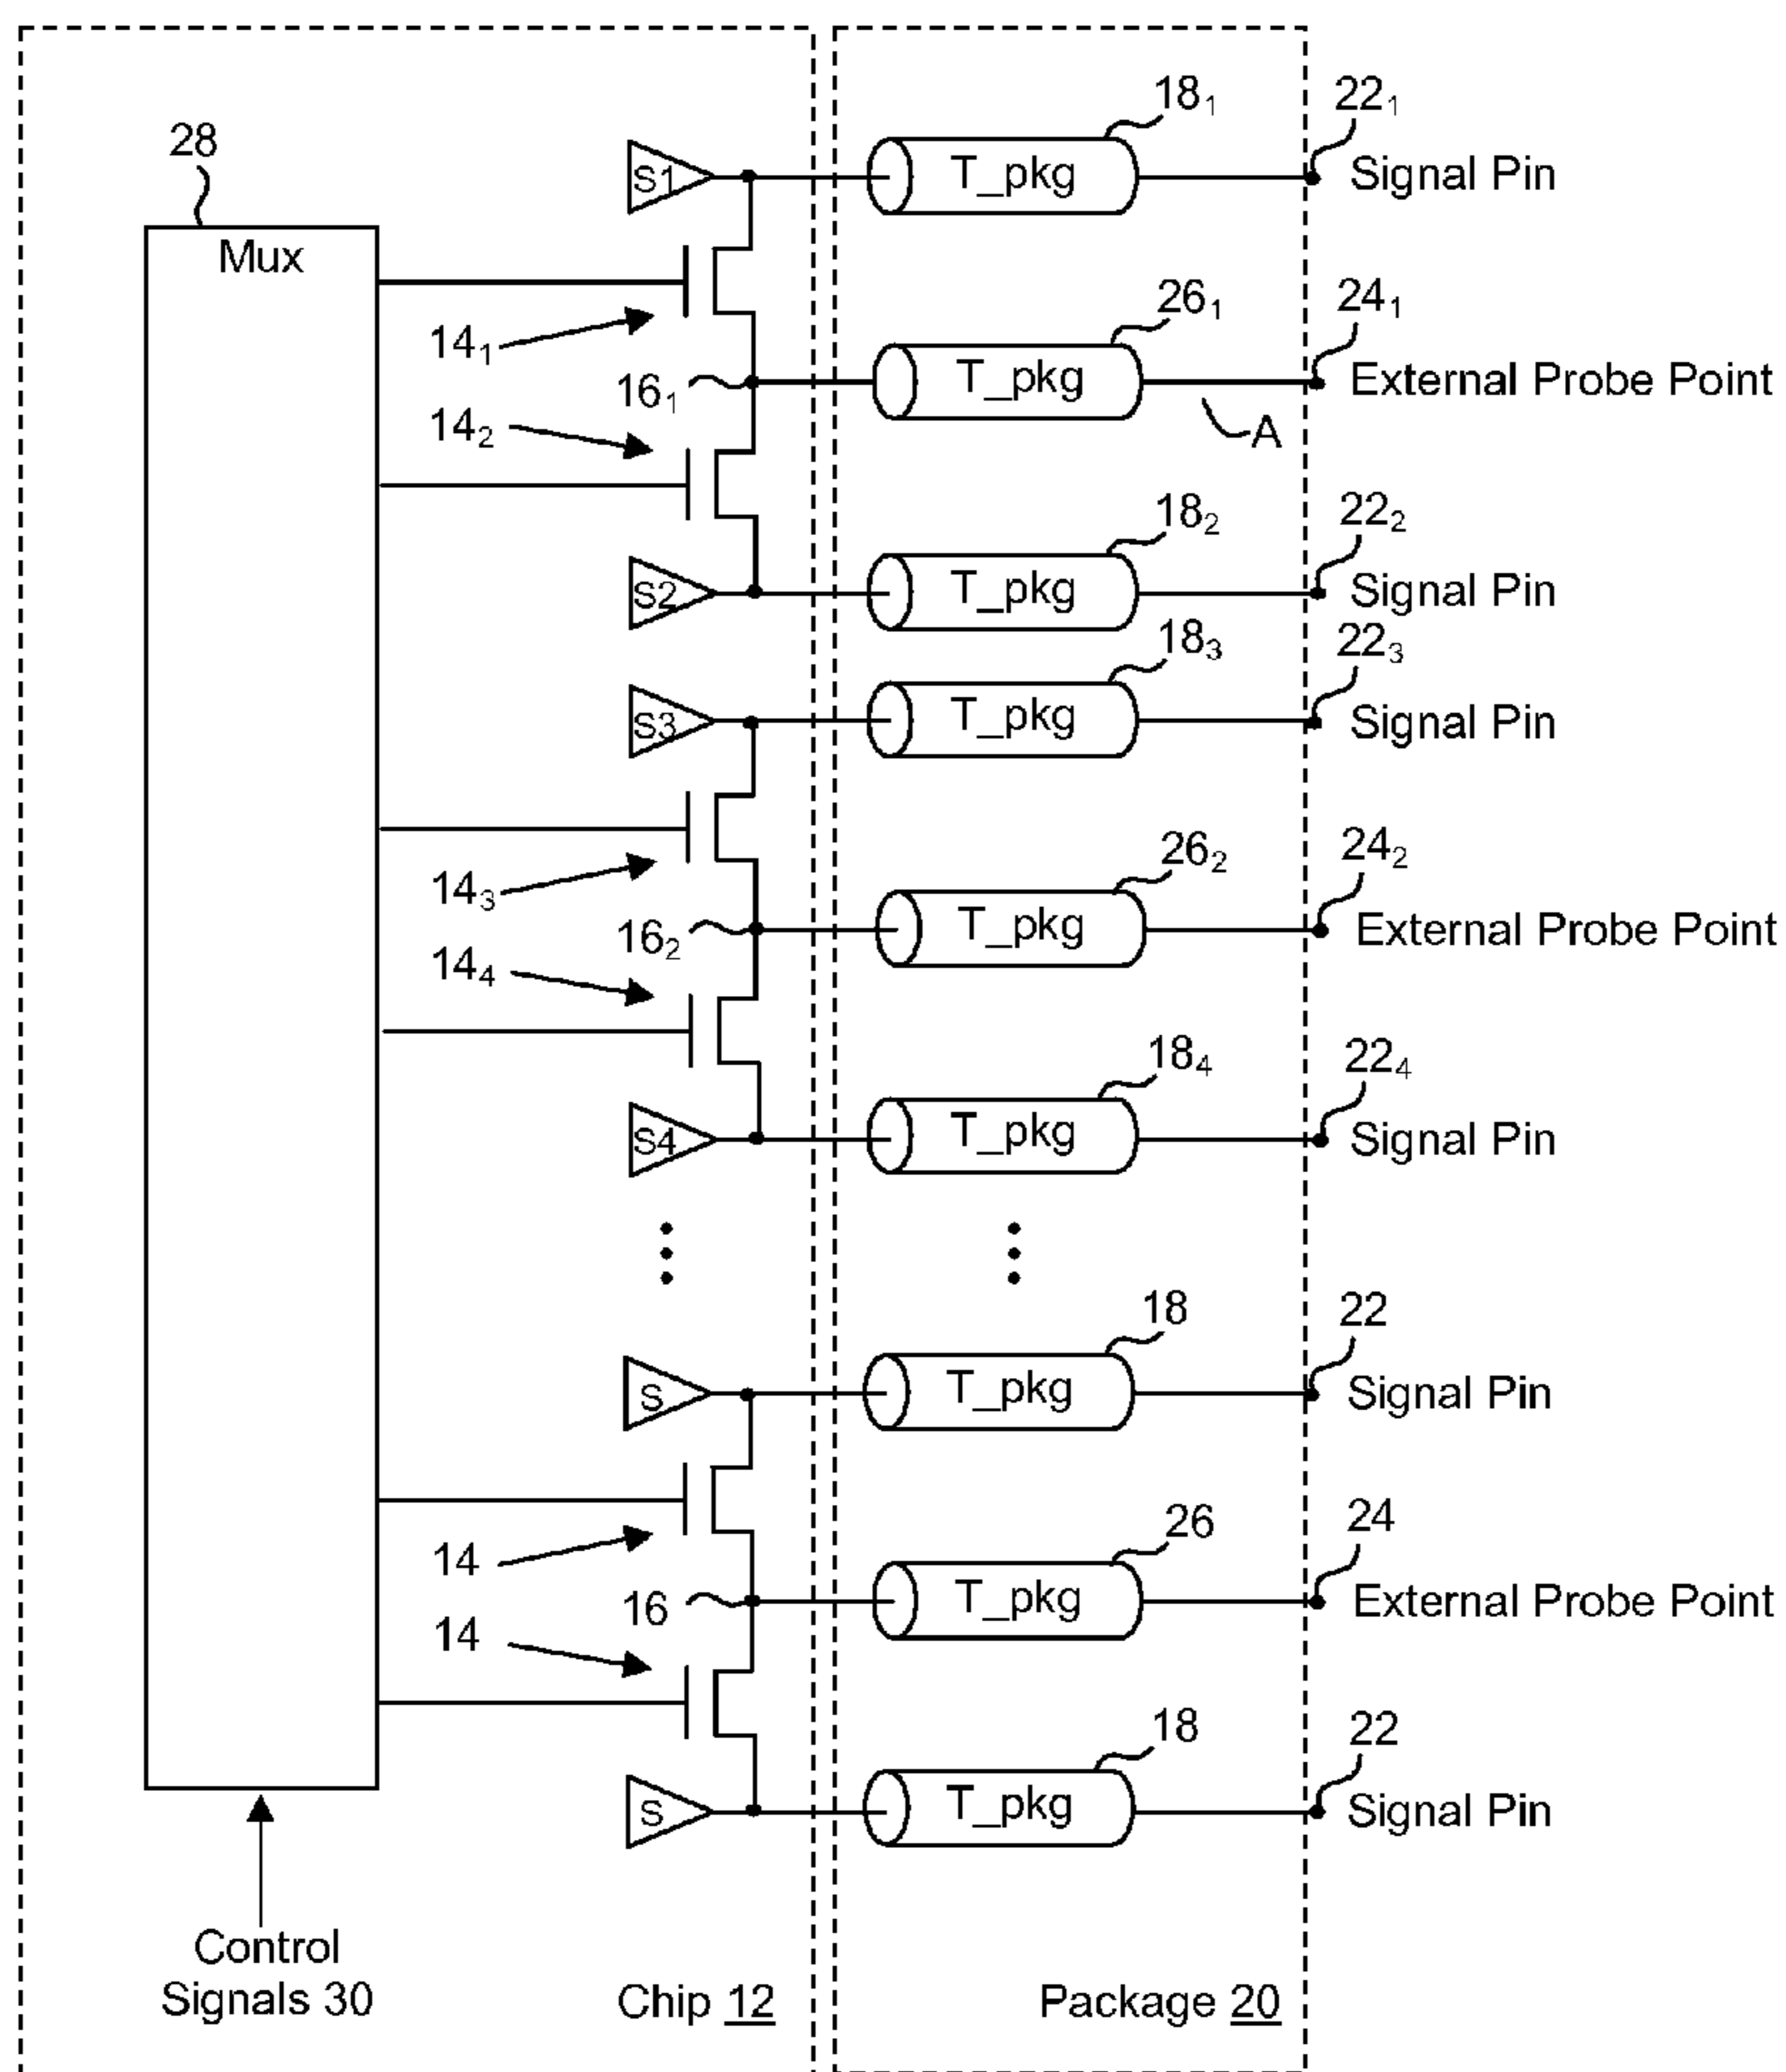 18₁
22₁
S1
T_pkg
Signal Pin
28
Mux
26₁
24₁
14₁
16₁
T_pkg
External Probe Point
A
14₂
18₂
22₂
S2
T_pkg
Signal Pin
18₃
22₃
S3
T_pkg
Signal Pin
26₂
24₂
14₃
16₂
T_pkg
External Probe Point
14₄
18₄
22₄
S4
T_pkg
Signal Pin
18
22
S
T_pkg
Signal Pin
26
24
14
16
T_pkg
External Probe Point
14
18
22
S
T_pkg
Signal Pin
Control
Signals 30
Chip 12
Package 20